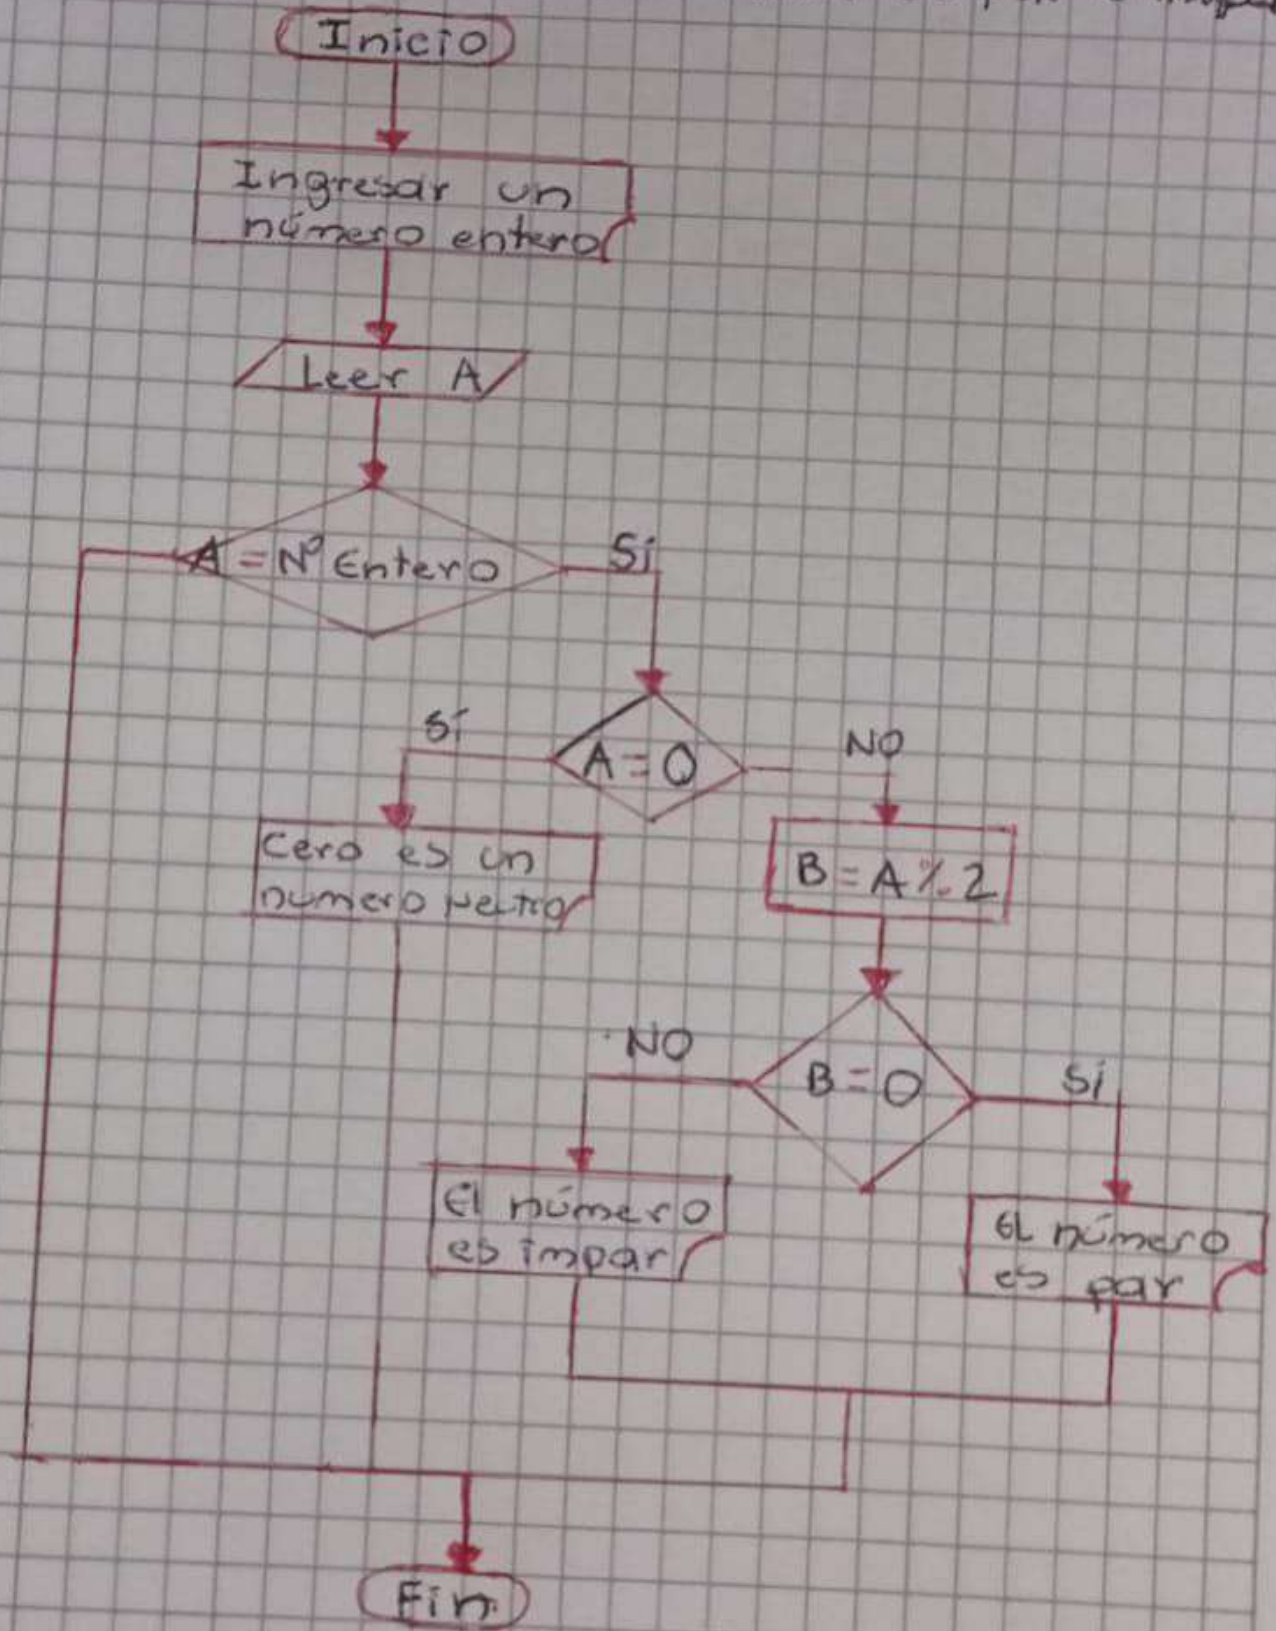 Inicio
Ingresar un
número entero
Leer A
A = Nº Entero
Sí
Sí
A = 0
NO
Cero es un
numero
B = A % 2
NO
B = 0
Sí
El número
es impar
El número
es par
Fin